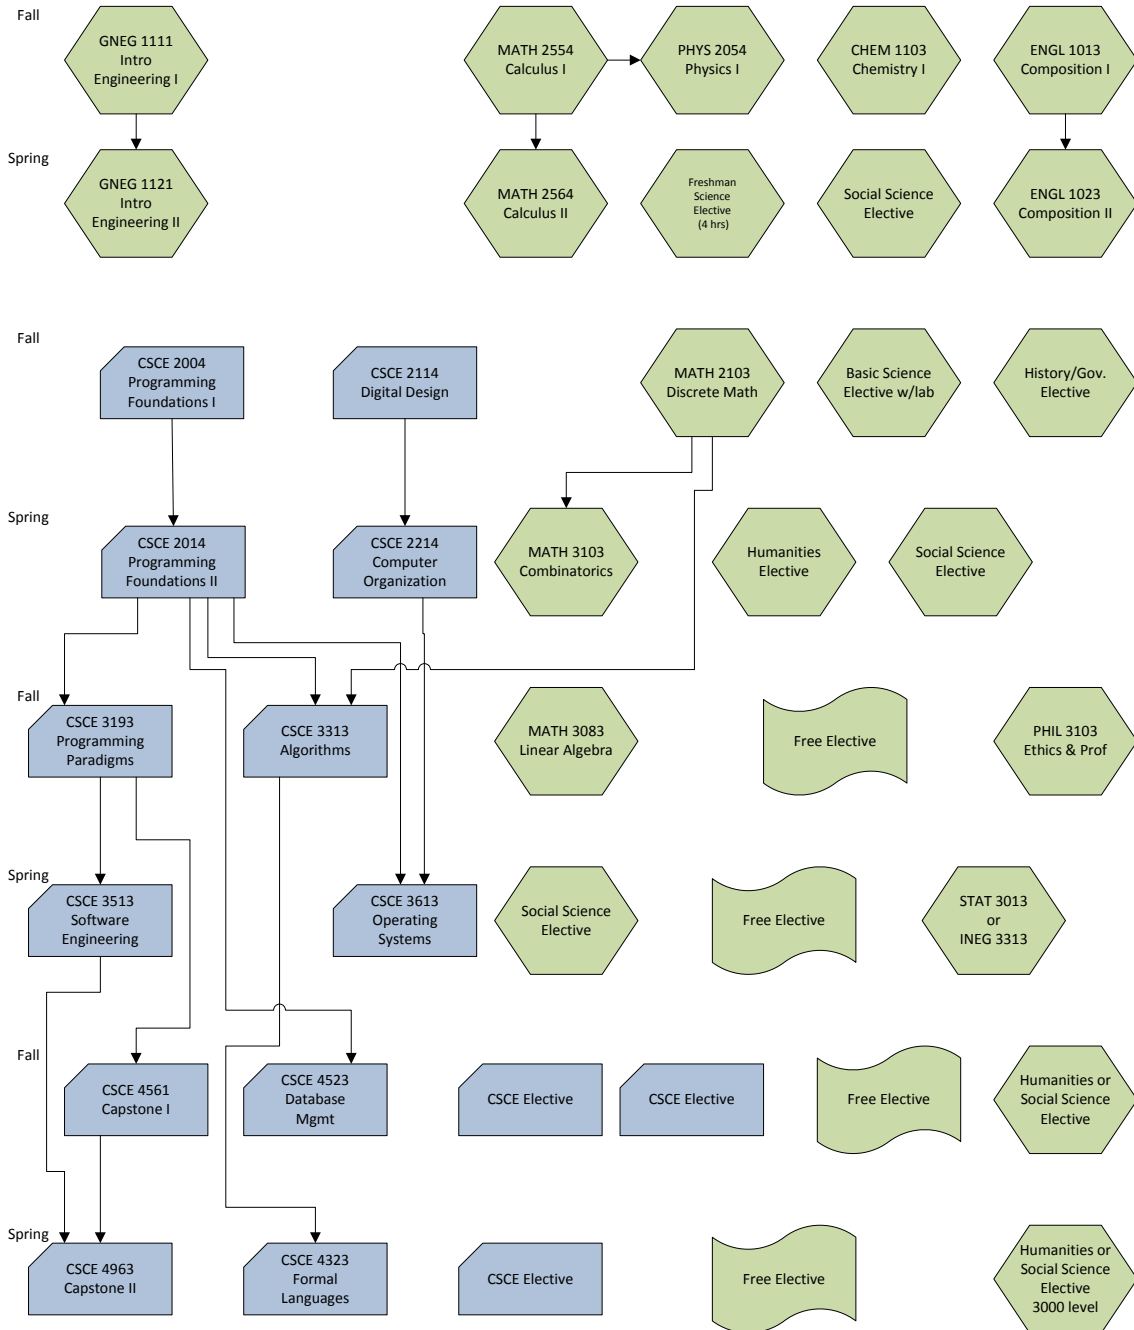 Fall
GNEG 1111
Intro
Engineering I
MATH 2554
Calculus I
PHYS 2054
Physics I
CHEM 1103
Chemistry I
ENGL 1013
Composition I
Spring
GNEG 1121
Intro
Engineering II
MATH 2564
Calculus II
Freshman
Science
Elective
(4 hrs)
Social Science
Elective
ENGL 1023
Composition II
Fall
CSCE 2004
Programming
Foundations I
CSCE 2114
Digital Design
MATH 2103
Discrete Math
Basic Science
Elective w/lab
History/Gov.
Elective
Spring
CSCE 2014
Programming
Foundations II
CSCE 2214
Computer
Organization
MATH 3103
Combinatorics
Humanities
Elective
Social Science
Elective
Fall
CSCE 3193
Programming
Paradigms
CSCE 3313
Algorithms
MATH 3083
Linear Algebra
Free Elective
PHIL 3103
Ethics & Prof
Spring
CSCE 3513
Software
Engineering
CSCE 3613
Operating
Systems
Social Science
Elective
Free Elective
STAT 3013
or
INEG 3313
Fall
CSCE 4561
Capstone I
CSCE 4523
Database
Mgmt
CSCE Elective
CSCE Elective
Free Elective
Humanities or
Social Science
Elective
Spring
CSCE 4963
Capstone II
CSCE 4323
Formal
Languages
CSCE Elective
Free Elective
Humanities or
Social Science
Elective
3000 level